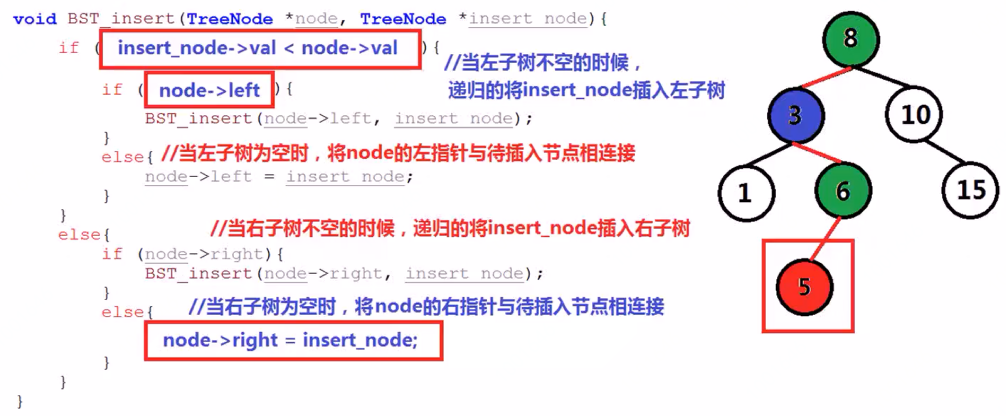 void BST_insert(TreeNode *node, TreeNode *insert_node){
if ( insert_node->val < node->val ){
//当左子树不空的时候，
递归的将insert_node插入左子树
if ( node->left ){
BST_insert(node->left, insert_node);
}
else{ //当左子树为空时，将node的左指针与待插入节点相连接
node->left = insert_node;
}
}
else{ //当右子树不空的时候，递归的将insert_node插入右子树
if (node->right){
BST_insert(node->right, insert_node);
}
else{ //当右子树为空时，将node的右指针与待插入节点相连接
node->right = insert_node;
}
}
}
8
3
10
1
6
15
5